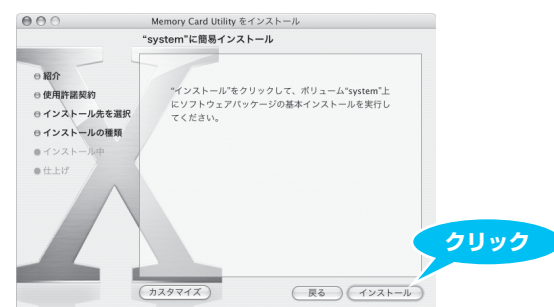 Memory Card Utility をインストール
“system”に簡易インストール
紹介
使用許諾契約
インストール先を選択
インストールの種類
インストール中
仕上げ
“インストール”をクリックして、ボリューム“system”上
にソフトウェアパッケージの基本インストールを実行し
てください。
クリック
カスタマイズ
戻る
インストール